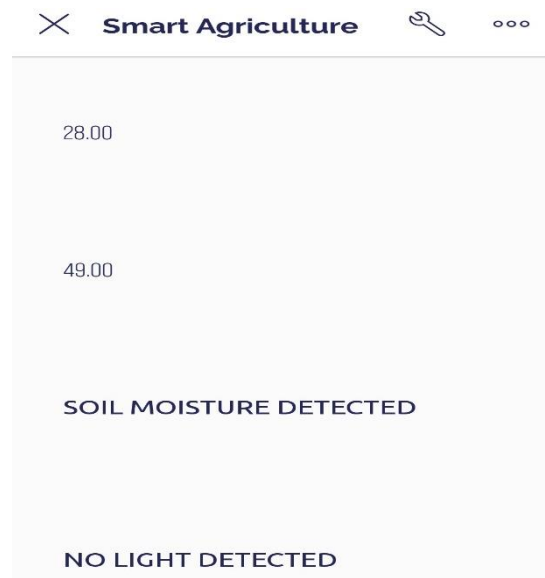 Smart Agriculture
28.00
49.00
SOIL MOISTURE DETECTED
NO LIGHT DETECTED